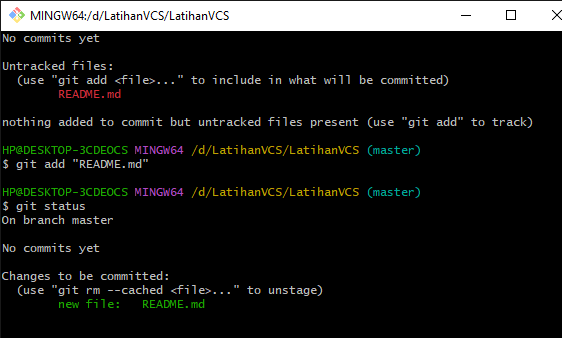 MINGW64:/d/LatihanVCS/LatihanVCS
No commits yet
Untracked files:
  (use "git add <file>..." to include in what will be committed)
        README.md
nothing added to commit but untracked files present (use "git add" to track)
HP@DESKTOP-3CDEOCS MINGW64 /d/LatihanVCS/LatihanVCS (master)
$ git add "README.md"
HP@DESKTOP-3CDEOCS MINGW64 /d/LatihanVCS/LatihanVCS (master)
$ git status
On branch master
No commits yet
Changes to be committed:
  (use "git rm --cached <file>..." to unstage)
        new file:   README.md